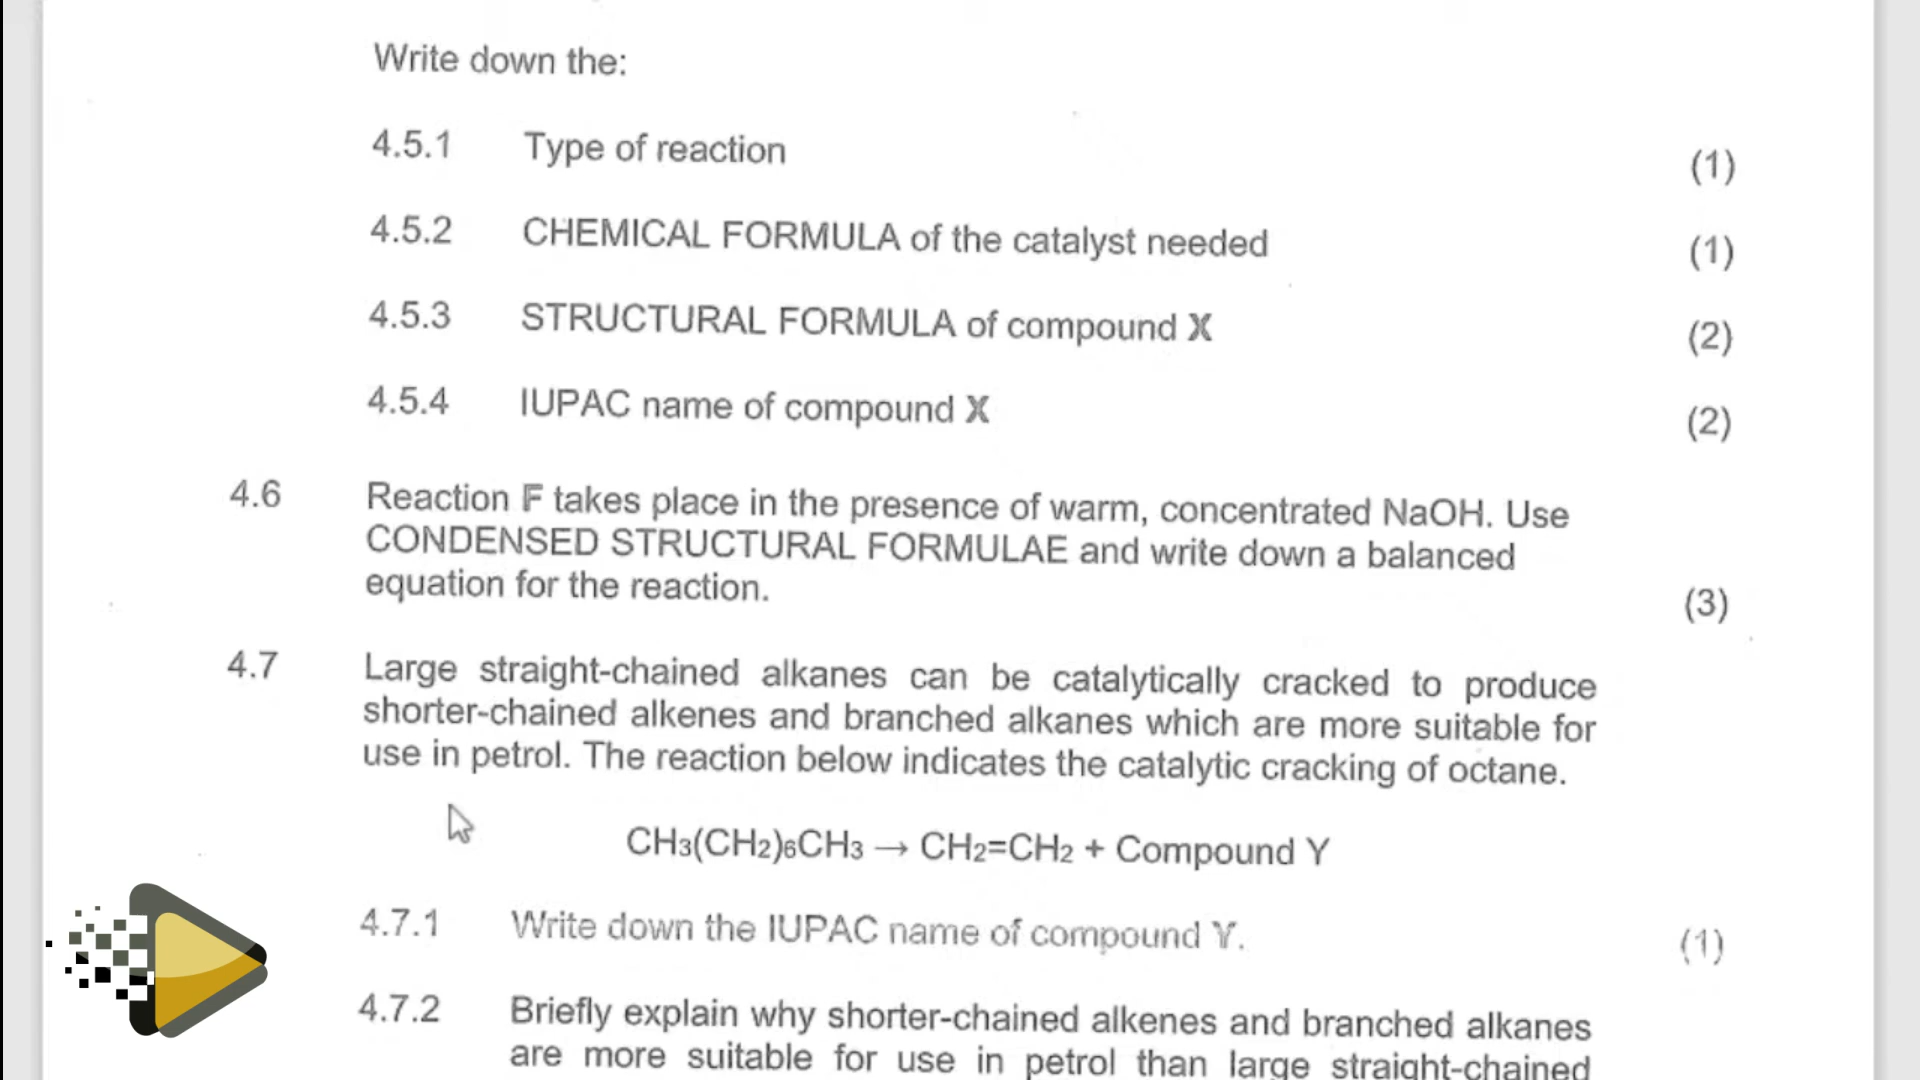 Write down the:
4.5.1 Type of reaction (1)
4.5.2 CHEMICAL FORMULA of the catalyst needed (1)
4.5.3 STRUCTURAL FORMULA of compound X (2)
4.5.4 IUPAC name of compound X (2)
4.6 Reaction F takes place in the presence of warm, concentrated NaOH. Use
CONDENSED STRUCTURAL FORMULAE and write down a balanced
equation for the reaction. (3)
4.7 Large straight-chained alkanes can be catalytically cracked to produce
shorter-chained alkenes and branched alkanes which are more suitable for
use in petrol. The reaction below indicates the catalytic cracking of octane.
CH₃(CH₂)₆CH₃ → CH₂=CH₂ + Compound Y
4.7.1 Write down the IUPAC name of compound Y. (1)
4.7.2 Briefly explain why shorter-chained alkenes and branched alkanes
are more suitable for use in petrol than large straight-chained